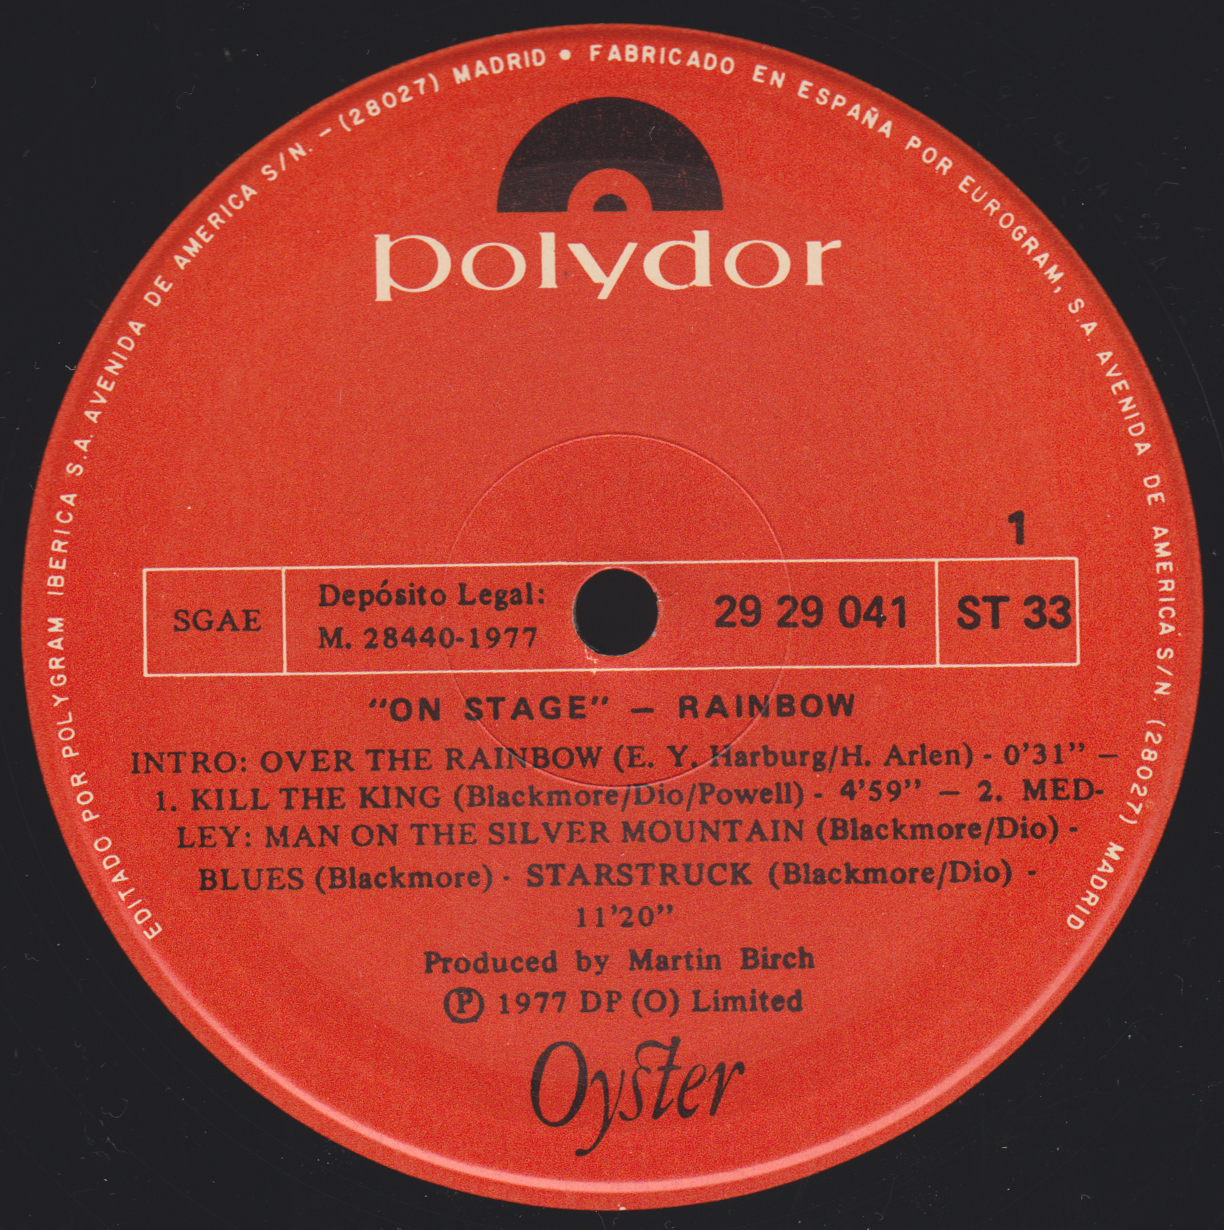 EDITADO POR POLYGRAM IBERICA S.A. AVENIDA DE AMERICA S/N. – (28027) MADRID • FABRICADO EN ESPAÑA POR EUROGRAM, S.A. AVENIDA DE AMERICA S/N. (28027) MADRID
polydor
1
SGAE
Depósito Legal:
M. 28440-1977
29 29 041
ST 33
“ON STAGE” – RAINBOW
INTRO: OVER THE RAINBOW (E. Y. Harburg/H. Arlen) - 0’31” –
1. KILL THE KING (Blackmore/Dio/Powell) - 4’59” – 2. MED-
LEY: MAN ON THE SILVER MOUNTAIN (Blackmore/Dio) -
BLUES (Blackmore) - STARSTRUCK (Blackmore/Dio) -
11’20”
Produced by Martin Birch
Ⓟ 1977 DP (O) Limited
Oyster